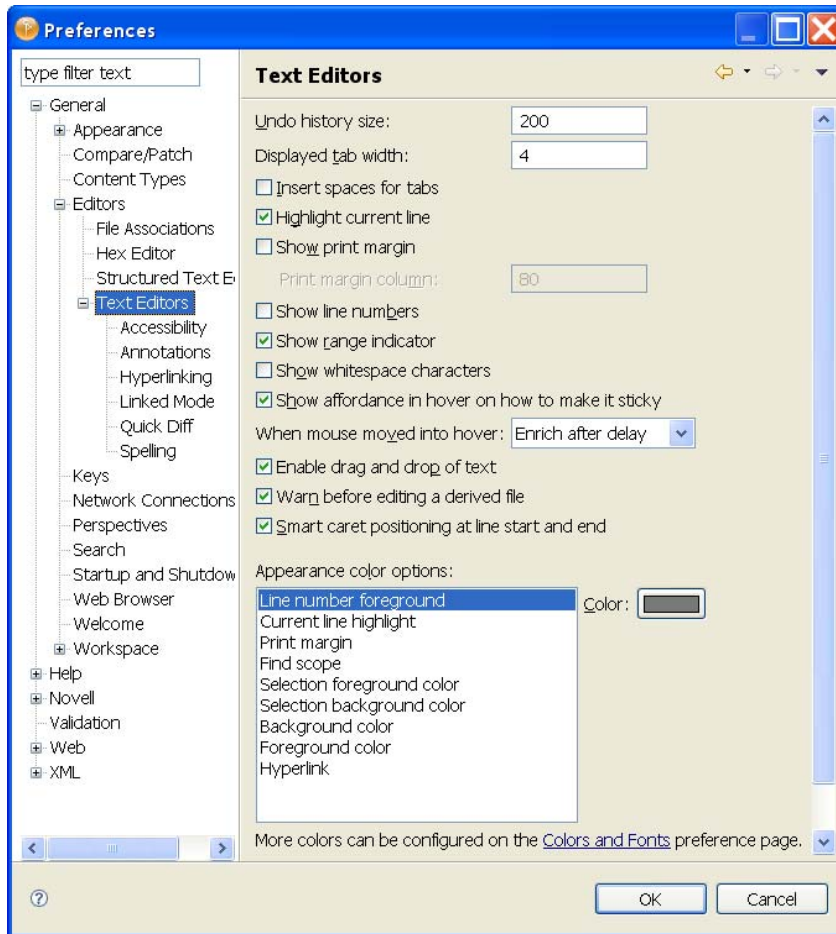 Preferences
type filter text
General
Appearance
Compare/Patch
Content Types
Editors
File Associations
Hex Editor
Structured Text E
Text Editors
Accessibility
Annotations
Hyperlinking
Linked Mode
Quick Diff
Spelling
Keys
Network Connections
Perspectives
Search
Startup and Shutdow
Web Browser
Welcome
Workspace
Help
Novell
Validation
Web
XML
Text Editors
Undo history size: 200
Displayed tab width: 4
Insert spaces for tabs
Highlight current line
Show print margin
Print margin column: 80
Show line numbers
Show range indicator
Show whitespace characters
Show affordance in hover on how to make it sticky
When mouse moved into hover: Enrich after delay
Enable drag and drop of text
Warn before editing a derived file
Smart caret positioning at line start and end
Appearance color options:
Line number foreground
Current line highlight
Print margin
Find scope
Selection foreground color
Selection background color
Background color
Foreground color
Hyperlink
Color:
More colors can be configured on the Colors and Fonts preference page.
OK Cancel